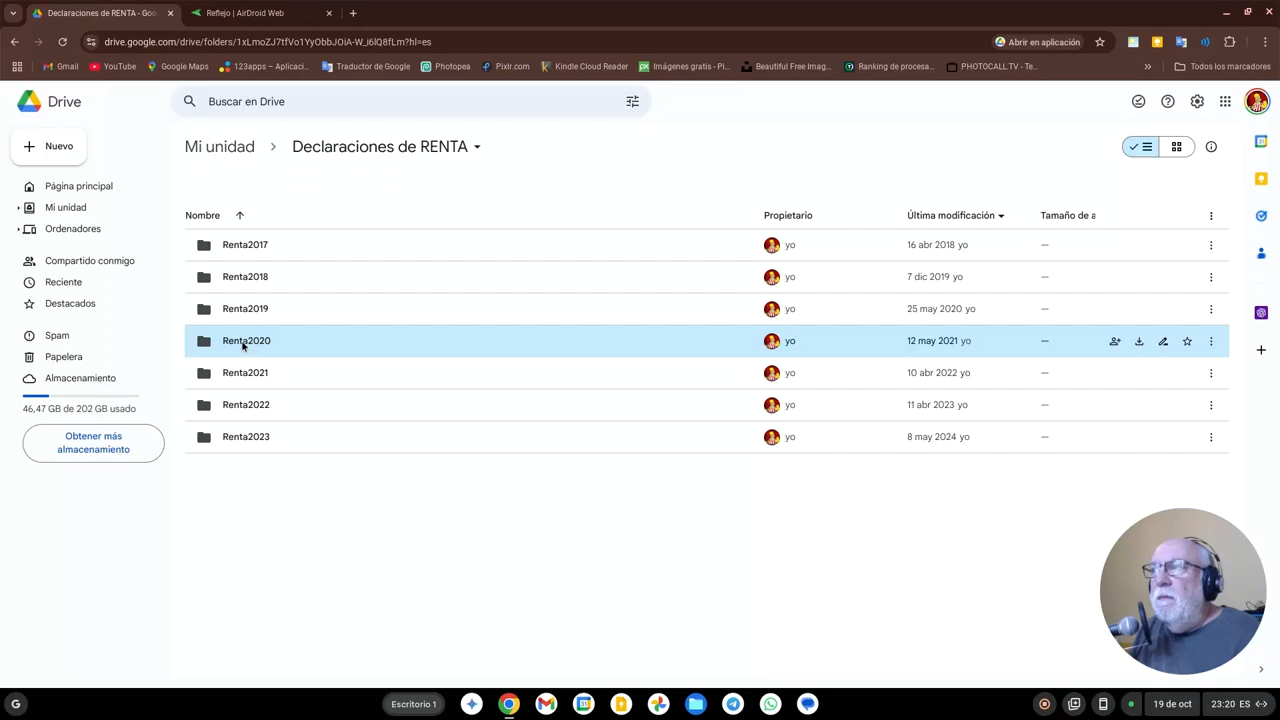 Declaraciones de RENTA - Goo
Reflejo | AirDroid Web
drive.google.com/drive/folders/1xLmoZJ7tfVo1YyObbJOiA-W_i6lQ8fLm?hl=es
Abrir en aplicación
Gmail
YouTube
Google Maps
123apps – Aplicaci...
Traductor de Google
Photopea
Pixlr.com
Kindle Cloud Reader
Imágenes gratis - Pi...
Beautiful Free Imag...
Ranking de procesa...
PHOTOCALL.TV - Te...
»
Todos los marcadores
Drive
Buscar en Drive
Nuevo
Mi unidad > Declaraciones de RENTA
Página principal
Mi unidad
Ordenadores
Compartido conmigo
Reciente
Destacados
Spam
Papelera
Almacenamiento
46,47 GB de 202 GB usado
Obtener más
almacenamiento
Nombre Propietario Última modificación Tamaño de a
Renta2017 yo 16 abr 2018 yo —
Renta2018 yo 7 dic 2019 yo —
Renta2019 yo 25 may 2020 yo —
Renta2020 yo 12 may 2021 yo —
Renta2021 yo 10 abr 2022 yo —
Renta2022 yo 11 abr 2023 yo —
Renta2023 yo 8 may 2024 yo —
G
Escritorio 1
19 de oct
23:20 ES